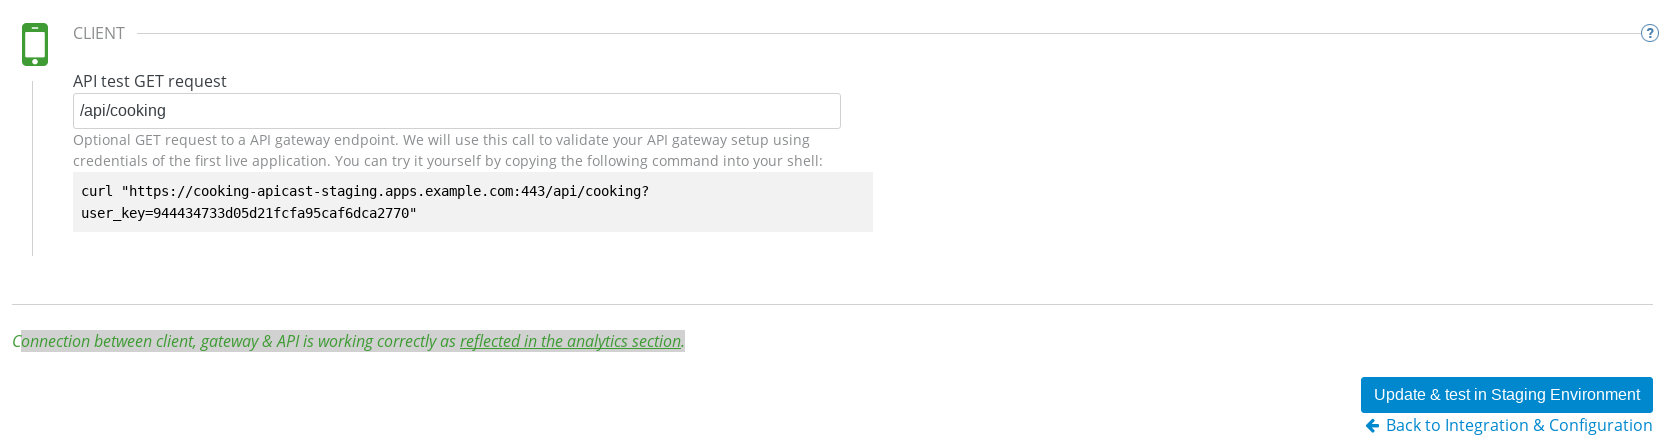 CLIENT
?
API test GET request
/api/cooking
Optional GET request to a API gateway endpoint. We will use this call to validate your API gateway setup using
credentials of the first live application. You can try it yourself by copying the following command into your shell:
curl "https://cooking-apicast-staging.apps.example.com:443/api/cooking?
user_key=944434733d05d21fcfa95caf6dca2770"
Connection between client, gateway & API is working correctly as reflected in the analytics section.
Update & test in Staging Environment
Back to Integration & Configuration